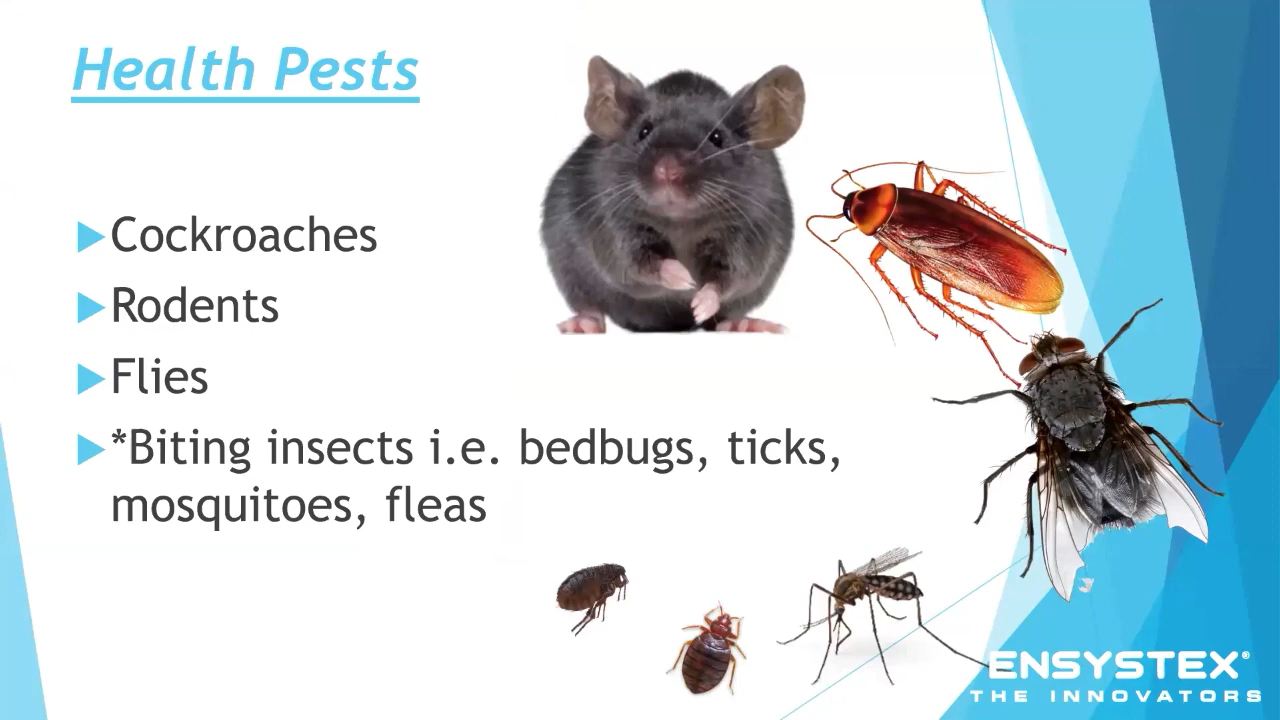 Health Pests
Cockroaches
Rodents
Flies
*Biting insects i.e. bedbugs, ticks,
mosquitoes, fleas
ENSYSTEX®
THE INNOVATORS